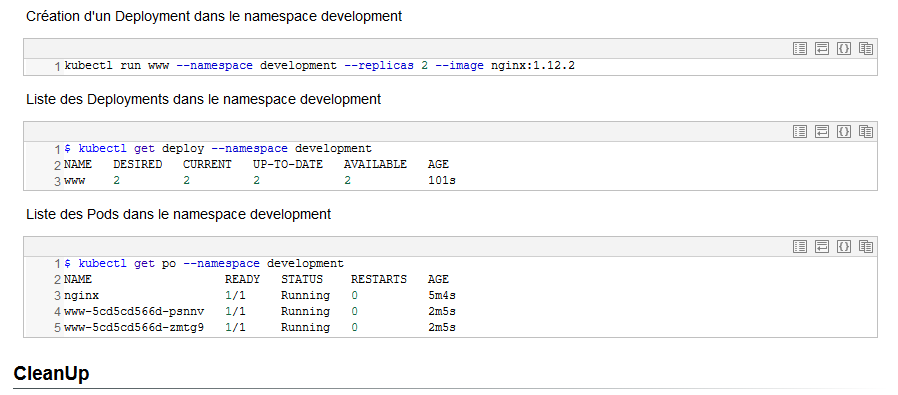 Création d'un Deployment dans le namespace development
1 kubectl run www --namespace development --replicas 2 --image nginx:1.12.2
Liste des Deployments dans le namespace development
1 $ kubectl get deploy --namespace development
2 NAME   DESIRED   CURRENT   UP-TO-DATE   AVAILABLE   AGE
3 www    2         2         2            2           101s
Liste des Pods dans le namespace development
1 $ kubectl get po --namespace development
2 NAME                   READY   STATUS    RESTARTS   AGE
3 nginx                  1/1     Running   0          5m4s
4 www-5cd5cd566d-psnnv   1/1     Running   0          2m5s
5 www-5cd5cd566d-zmtg9   1/1     Running   0          2m5s
CleanUp